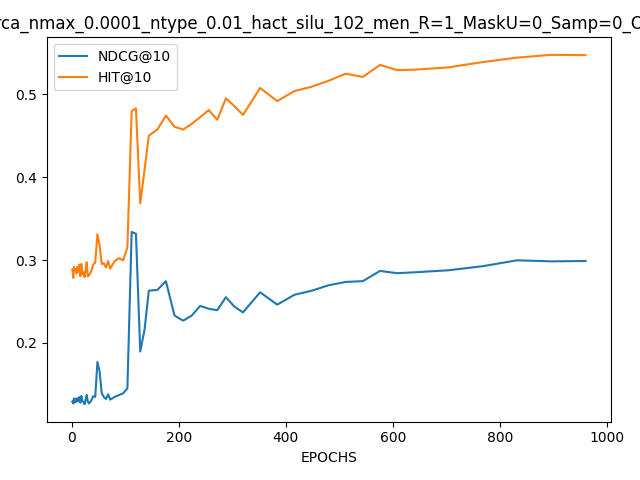 rca_nmax_0.0001_ntype_0.01_hact_silu_102_men_R=1_MaskU=0_Samp=0_C
NDCG@10
HIT@10
0.5
0.4
0.3
0.2
0 200 400 600 800 1000
EPOCHS